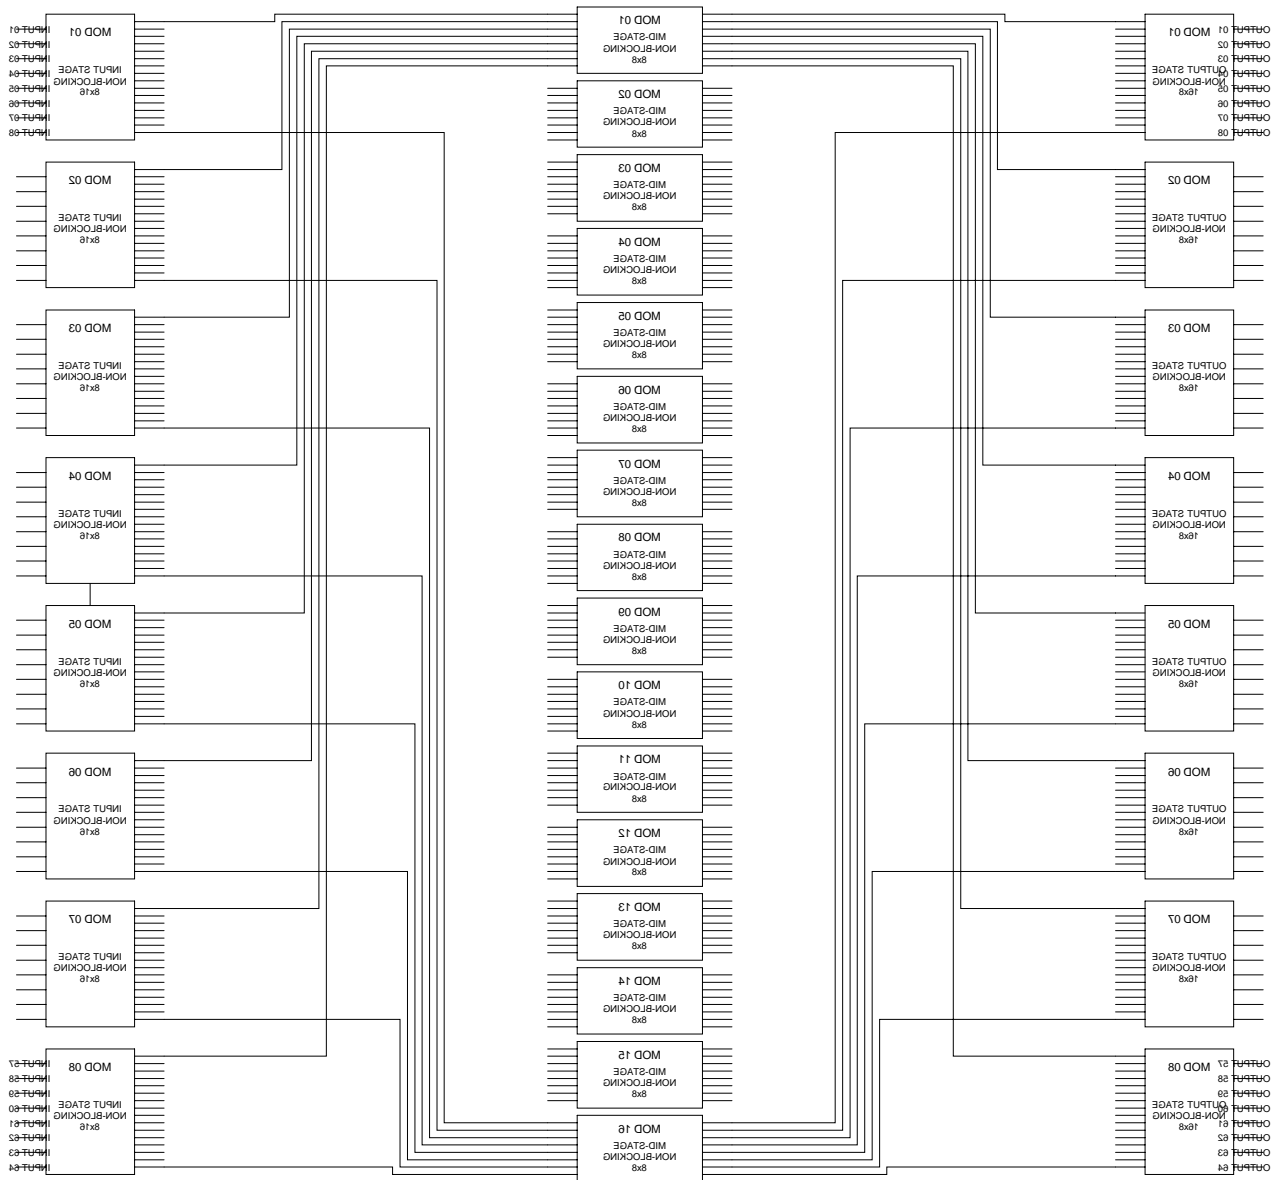 INPUT 01
INPUT 02
INPUT 03
INPUT 04
INPUT 05
INPUT 06
INPUT 07
INPUT 08
MOD 01
INPUT STAGE
NON-BLOCKING
8x16
MOD 02
INPUT STAGE
NON-BLOCKING
8x16
MOD 03
INPUT STAGE
NON-BLOCKING
8x16
MOD 04
INPUT STAGE
NON-BLOCKING
8x16
MOD 05
INPUT STAGE
NON-BLOCKING
8x16
MOD 06
INPUT STAGE
NON-BLOCKING
8x16
MOD 07
INPUT STAGE
NON-BLOCKING
8x16
INPUT 57
INPUT 58
INPUT 59
INPUT 60
INPUT 61
INPUT 62
INPUT 63
INPUT 64
MOD 08
INPUT STAGE
NON-BLOCKING
8x16
MOD 01
MID-STAGE
NON-BLOCKING
8x8
MOD 02
MID-STAGE
NON-BLOCKING
8x8
MOD 03
MID-STAGE
NON-BLOCKING
8x8
MOD 04
MID-STAGE
NON-BLOCKING
8x8
MOD 05
MID-STAGE
NON-BLOCKING
8x8
MOD 06
MID-STAGE
NON-BLOCKING
8x8
MOD 07
MID-STAGE
NON-BLOCKING
8x8
MOD 08
MID-STAGE
NON-BLOCKING
8x8
MOD 09
MID-STAGE
NON-BLOCKING
8x8
MOD 10
MID-STAGE
NON-BLOCKING
8x8
MOD 11
MID-STAGE
NON-BLOCKING
8x8
MOD 12
MID-STAGE
NON-BLOCKING
8x8
MOD 13
MID-STAGE
NON-BLOCKING
8x8
MOD 14
MID-STAGE
NON-BLOCKING
8x8
MOD 15
MID-STAGE
NON-BLOCKING
8x8
MOD 16
MID-STAGE
NON-BLOCKING
8x8
MOD 01
OUTPUT STAGE
NON-BLOCKING
16x8
OUTPUT 01
OUTPUT 02
OUTPUT 03
OUTPUT 04
OUTPUT 05
OUTPUT 06
OUTPUT 07
OUTPUT 08
MOD 02
OUTPUT STAGE
NON-BLOCKING
16x8
MOD 03
OUTPUT STAGE
NON-BLOCKING
16x8
MOD 04
OUTPUT STAGE
NON-BLOCKING
16x8
MOD 05
OUTPUT STAGE
NON-BLOCKING
16x8
MOD 06
OUTPUT STAGE
NON-BLOCKING
16x8
MOD 07
OUTPUT STAGE
NON-BLOCKING
16x8
MOD 08
OUTPUT STAGE
NON-BLOCKING
16x8
OUTPUT 57
OUTPUT 58
OUTPUT 59
OUTPUT 60
OUTPUT 61
OUTPUT 62
OUTPUT 63
OUTPUT 64